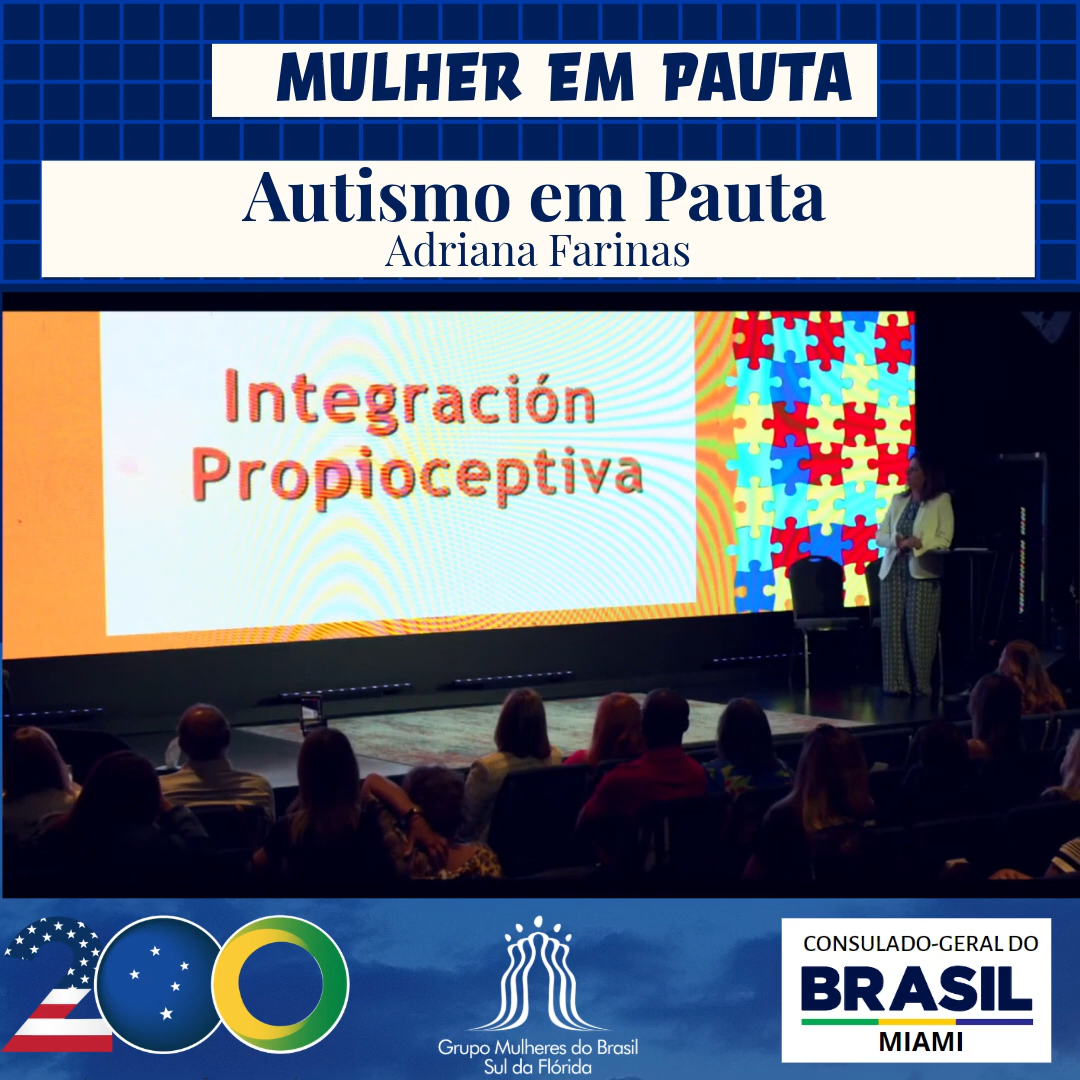 MULHER EM PAUTA
Autismo em Pauta
Adriana Farinas
Integración
Propioceptiva
200
Grupo Mulheres do Brasil
Sul da Flórida
CONSULADO-GERAL DO
BRASIL
MIAMI